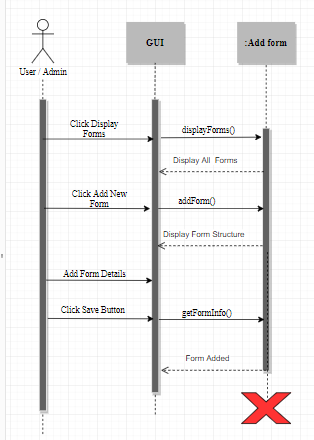 GUI
:Add form
User / Admin
Click Display
Forms
displayForms()
Display All Forms
Click Add New
Form
addForm()
Display Form Structure
Add Form Details
Click Save Button
getFormInfo()
Form Added